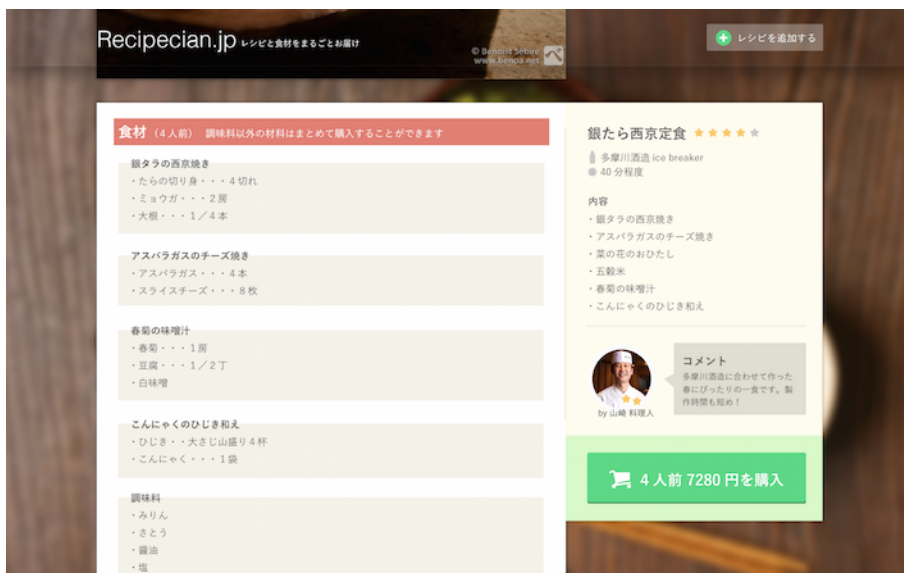 Recipecian.jp レシピと食材をまるごとお届け
© Benoist Sébire
www.benpa.net
レシピを追加する
食材 （4人前） 調味料以外の材料はまとめて購入することができます
銀タラの西京焼き
・たらの切り身・・・4切れ
・ミョウガ・・・2房
・大根・・・1／4本
アスパラガスのチーズ焼き
・アスパラガス・・・4本
・スライスチーズ・・・8枚
春菊の味噌汁
・春菊・・・1房
・豆腐・・・1／2丁
・白味噌
こんにゃくのひじき和え
・ひじき・・大さじ山盛り4杯
・こんにゃく・・・1袋
調味料
・みりん
・さとう
・醤油
・塩
銀たら西京定食
多摩川酒造 ice breaker
40分程度
内容
・銀タラの西京焼き
・アスパラガスのチーズ焼き
・菜の花のおひたし
・五穀米
・春菊の味噌汁
・こんにゃくのひじき和え
コメント
多摩川酒造に合わせて作った
春にぴったりの一食です。製
作時間も短め！
by 山崎 料理人
4人前 7280円を購入